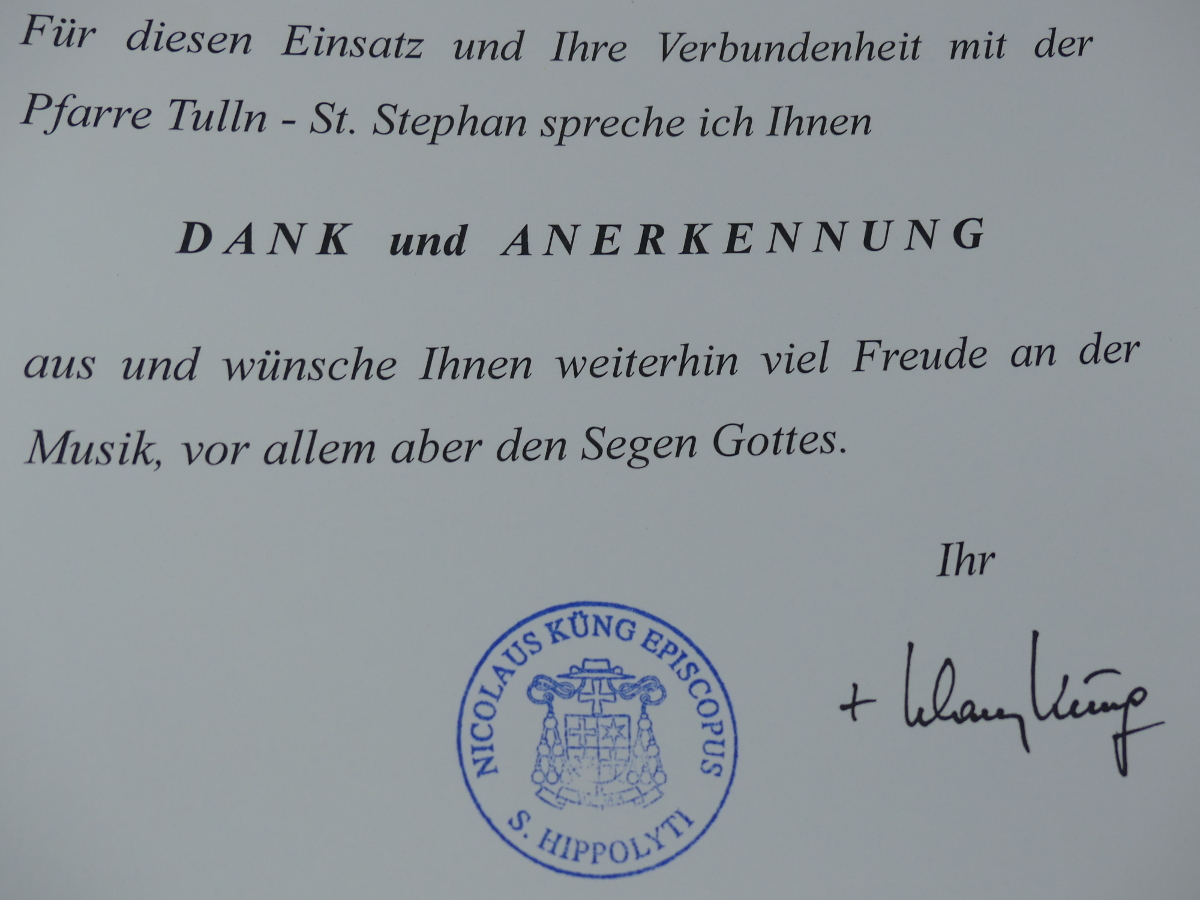 Für diesen Einsatz und Ihre Verbundenheit mit der
Pfarre Tulln - St. Stephan spreche ich Ihnen
DANK und ANERKENNUNG
aus und wünsche Ihnen weiterhin viel Freude an der
Musik, vor allem aber den Segen Gottes.
Ihr
+ Klaus Küng
NICOLAUS KÜNG EPISCOPUS
S. HIPPOLYTI